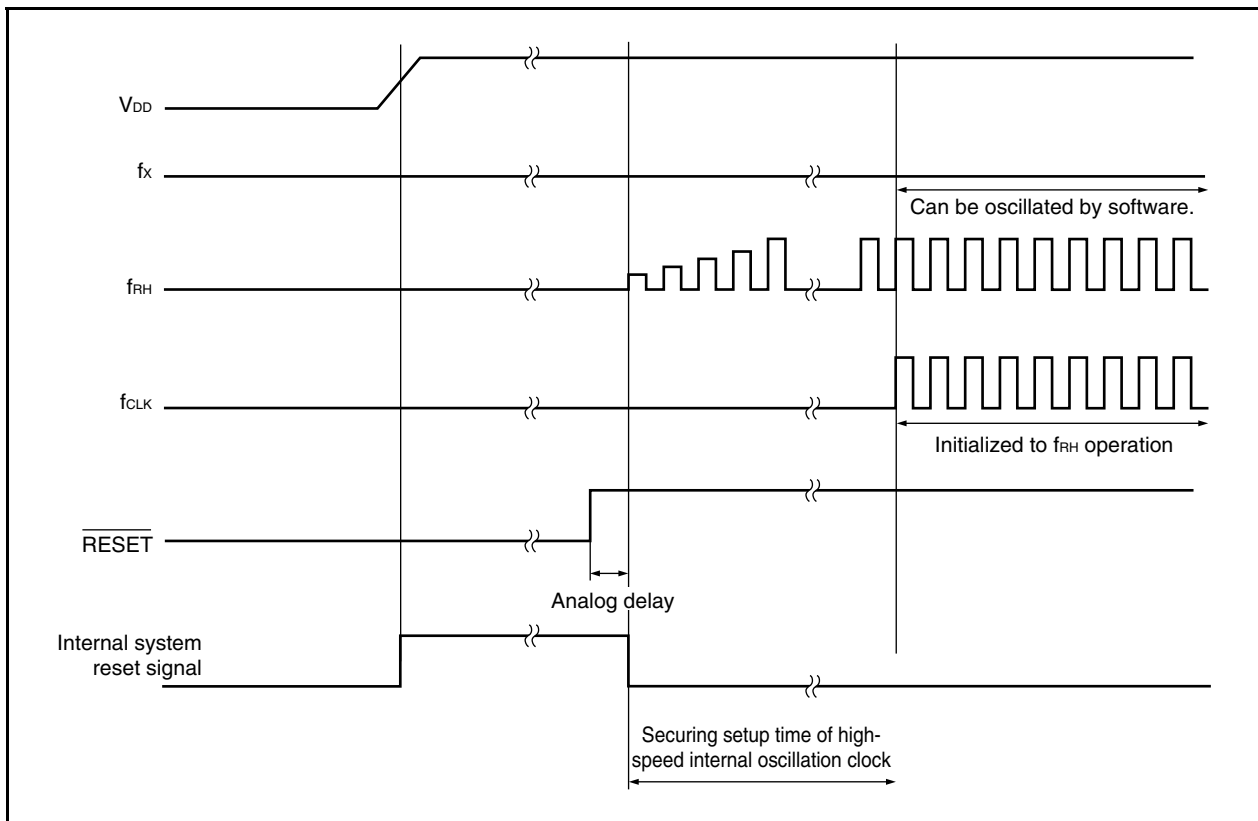 VDD
fX
Can be oscillated by software.
fRH
fCLK
Initialized to fRH operation
RESET
Analog delay
Internal system
reset signal
Securing setup time of high-
speed internal oscillation clock